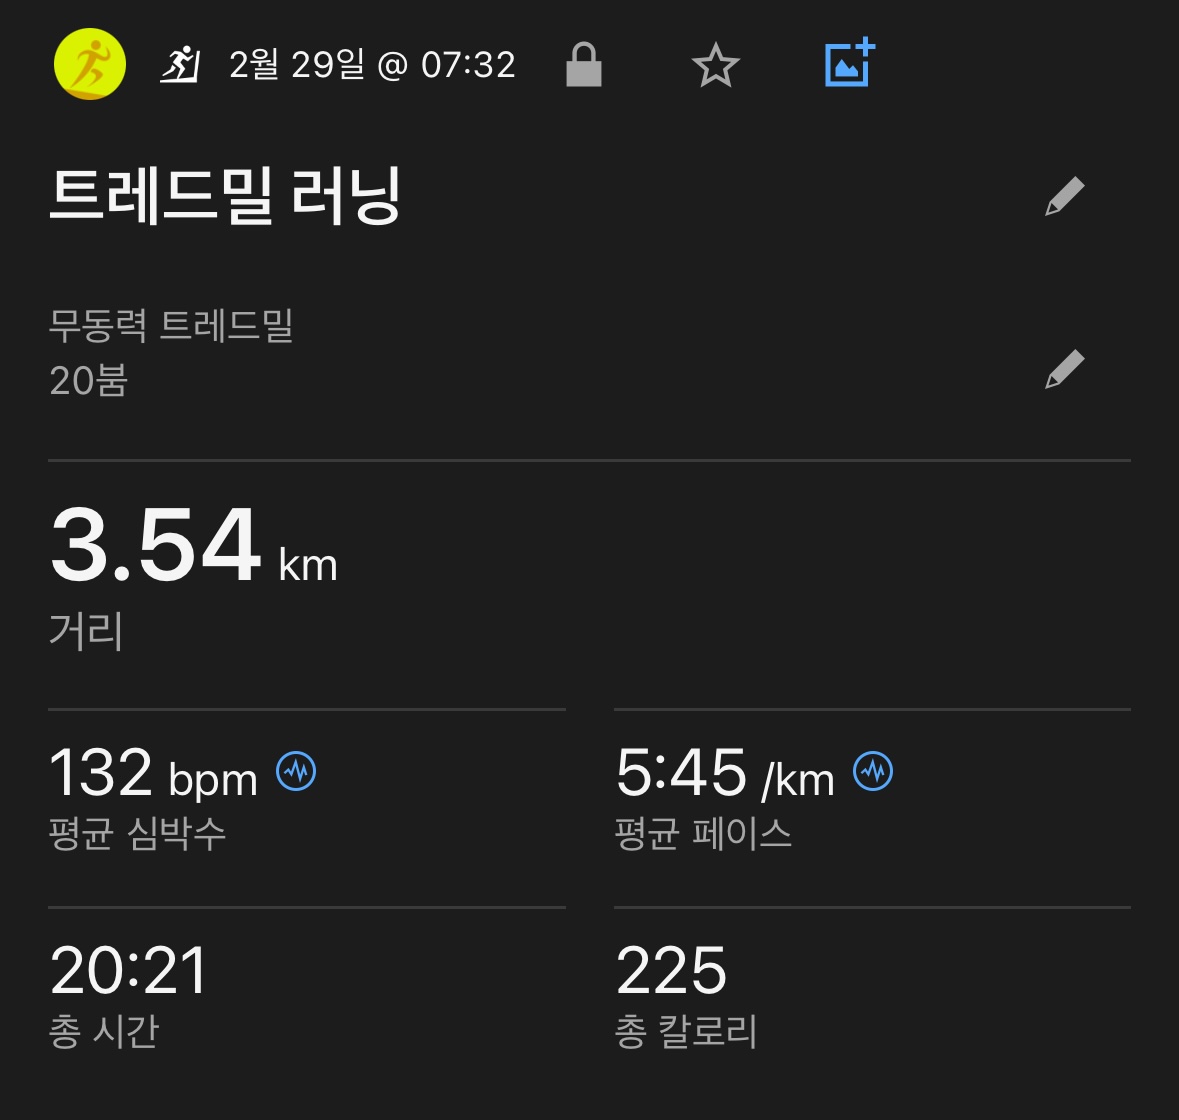 2월 29일 @ 07:32
트레드밀 러닝
무동력 트레드밀
20붐
3.54 km
거리
132 bpm
평균 심박수
5:45 /km
평균 페이스
20:21
총 시간
225
총 칼로리